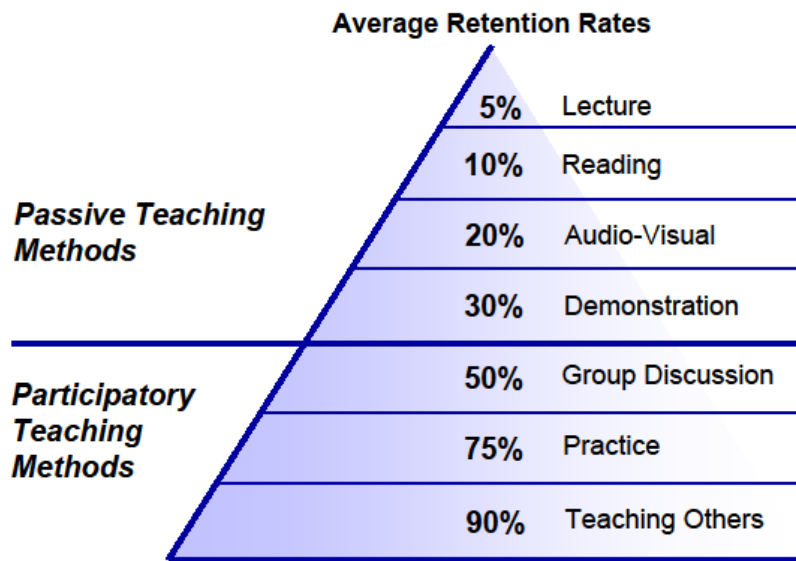 Average Retention Rates
5% Lecture
10% Reading
Passive Teaching
Methods
20% Audio-Visual
30% Demonstration
50% Group Discussion
Participatory
Teaching
Methods
75% Practice
90% Teaching Others